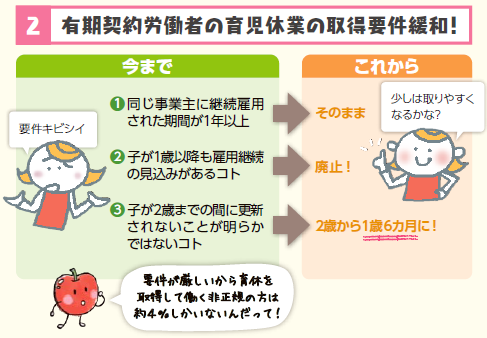 2 有期契約労働者の育児休業の取得要件緩和!
今まで
これから
要件キビシイ
❶同じ事業主に継続雇用
された期間が1年以上
そのまま
少しは取りやすく
なるかな?
❷子が1歳以降も雇用継続
の見込みがあるコト
廃止!
❸子が2歳までの間に更新
されないことが明らか
ではないコト
2歳から1歳6カ月に!
要件が厳しいから育休を
取得して働く非正規の方は
約4%しかいないんだって!